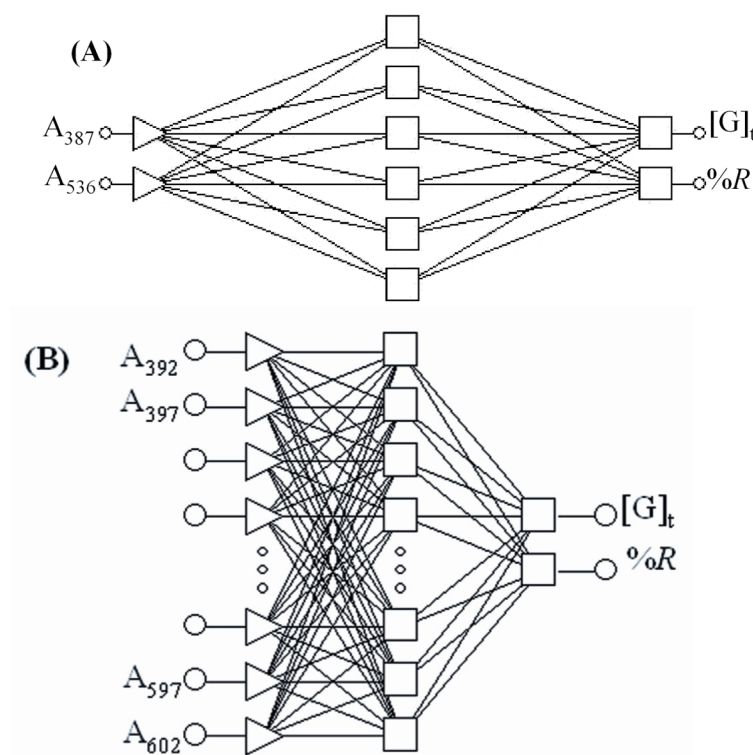 (A)
A₃₈₇
[G]ₜ
A₅₃₆
%R
(B)
A₃₉₂
A₃₉₇
[G]ₜ
%R
A₅₉₇
A₆₀₂